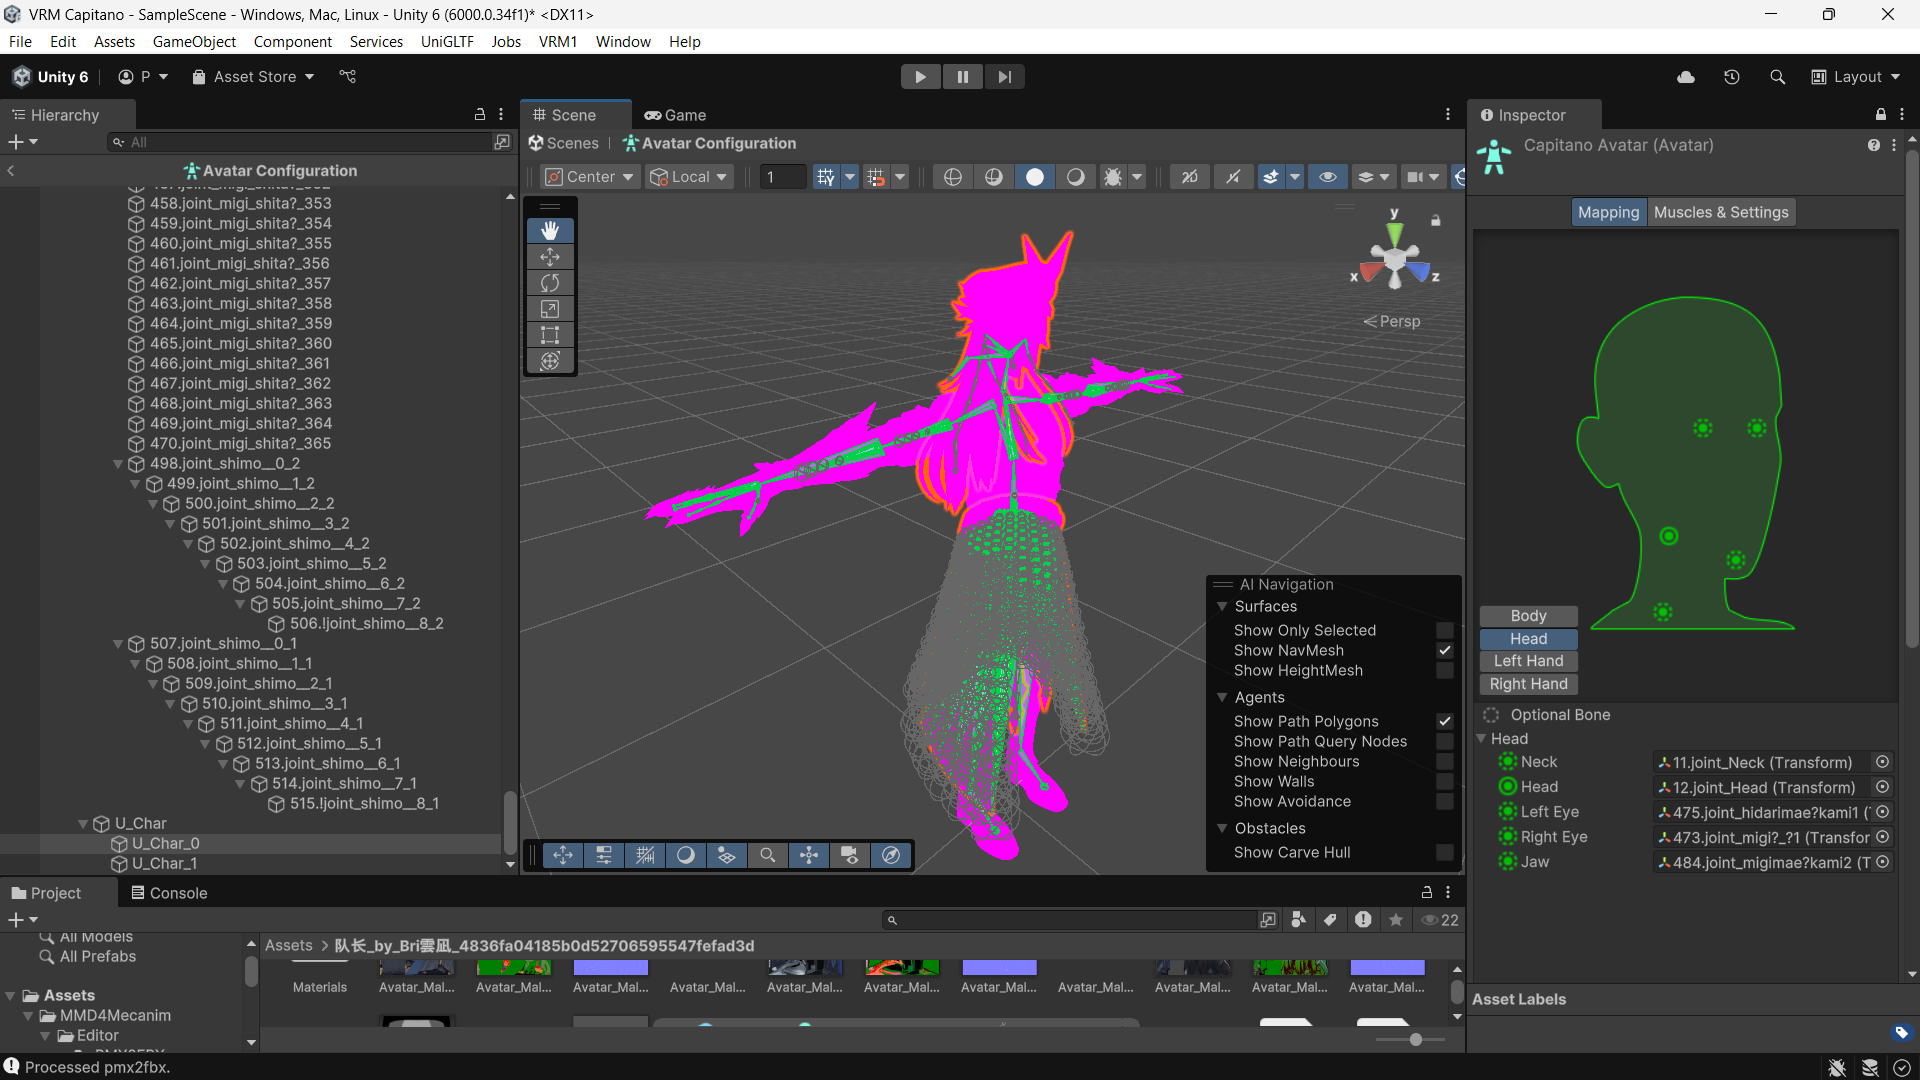 VRM Capitano - SampleScene - Windows, Mac, Linux - Unity 6 (6000.0.34f1)* <DX11>
File Edit Assets GameObject Component Services UniGLTF Jobs VRM1 Window Help
Unity 6 P Asset Store Layout
Hierarchy
All
Avatar Configuration
458.joint_migi_shita?_353
459.joint_migi_shita?_354
460.joint_migi_shita?_355
461.joint_migi_shita?_356
462.joint_migi_shita?_357
463.joint_migi_shita?_358
464.joint_migi_shita?_359
465.joint_migi_shita?_360
466.joint_migi_shita?_361
467.joint_migi_shita?_362
468.joint_migi_shita?_363
469.joint_migi_shita?_364
470.joint_migi_shita?_365
498.joint_shimo__0_2
499.joint_shimo__1_2
500.joint_shimo__2_2
501.joint_shimo__3_2
502.joint_shimo__4_2
503.joint_shimo__5_2
504.joint_shimo__6_2
505.joint_shimo__7_2
506.!joint_shimo__8_2
507.joint_shimo__0_1
508.joint_shimo__1_1
509.joint_shimo__2_1
510.joint_shimo__3_1
511.joint_shimo__4_1
512.joint_shimo__5_1
513.joint_shimo__6_1
514.joint_shimo__7_1
515.!joint_shimo__8_1
U_Char
U_Char_0
U_Char_1
Scene Game
Scenes Avatar Configuration
Center Local 1 2D
y
x z
Persp
AI Navigation
Surfaces
Show Only Selected
Show NavMesh
Show HeightMesh
Agents
Show Path Polygons
Show Path Query Nodes
Show Neighbours
Show Walls
Show Avoidance
Obstacles
Show Carve Hull
Inspector
Capitano Avatar (Avatar)
Mapping Muscles & Settings
Body
Head
Left Hand
Right Hand
Optional Bone
Head
Neck 11.joint_Neck (Transform)
Head 12.joint_Head (Transform)
Left Eye 475.joint_hidarimae?kami1 (
Right Eye 473.joint_migi?_?1 (Transfor
Jaw 484.joint_migimae?kami2 (T
Asset Labels
Project Console
22
All Models
All Prefabs
Assets
MMD4Mecanim
Editor
Assets > 队长_by_Bri雲凪_4836fa04185b0d52706595547fefad3d
Materials Avatar_Mal... Avatar_Mal... Avatar_Mal... Avatar_Mal... Avatar_Mal... Avatar_Mal... Avatar_Mal... Avatar_Mal... Avatar_Mal... Avatar_Mal... Avatar_Mal...
Processed pmx2fbx.